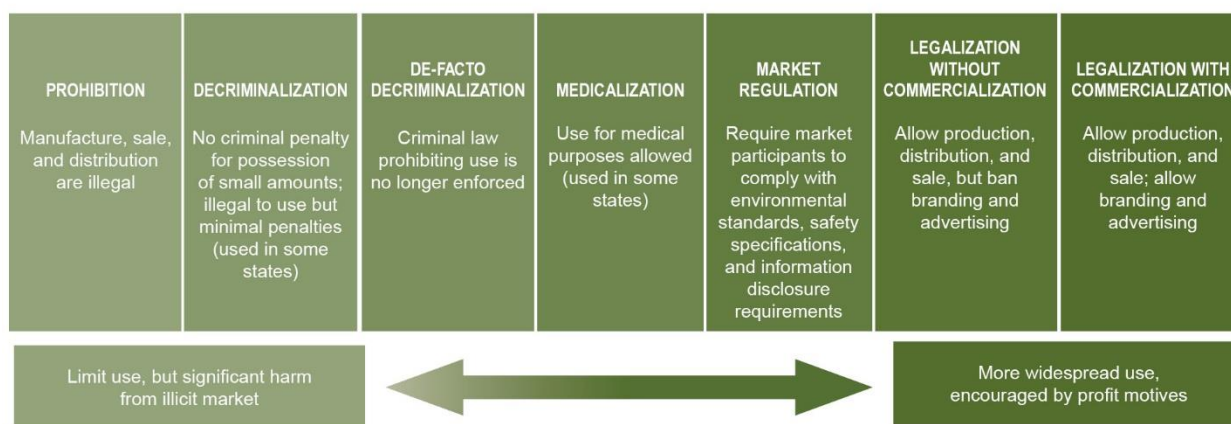 PROHIBITION
Manufacture, sale,
and distribution
are illegal
DECRIMINALIZATION
No criminal penalty
for possession
of small amounts;
illegal to use but
minimal penalties
(used in some
states)
DE-FACTO
DECRIMINALIZATION
Criminal law
prohibiting use is
no longer enforced
MEDICALIZATION
Use for medical
purposes allowed
(used in some
states)
MARKET
REGULATION
Require market
participants to
comply with
environmental
standards, safety
specifications,
and information
disclosure
requirements
LEGALIZATION
WITHOUT
COMMERCIALIZATION
Allow production,
distribution, and
sale, but ban
branding and
advertising
LEGALIZATION WITH
COMMERCIALIZATION
Allow production,
distribution, and
sale; allow
branding and
advertising
Limit use, but significant harm
from illicit market
More widespread use,
encouraged by profit motives